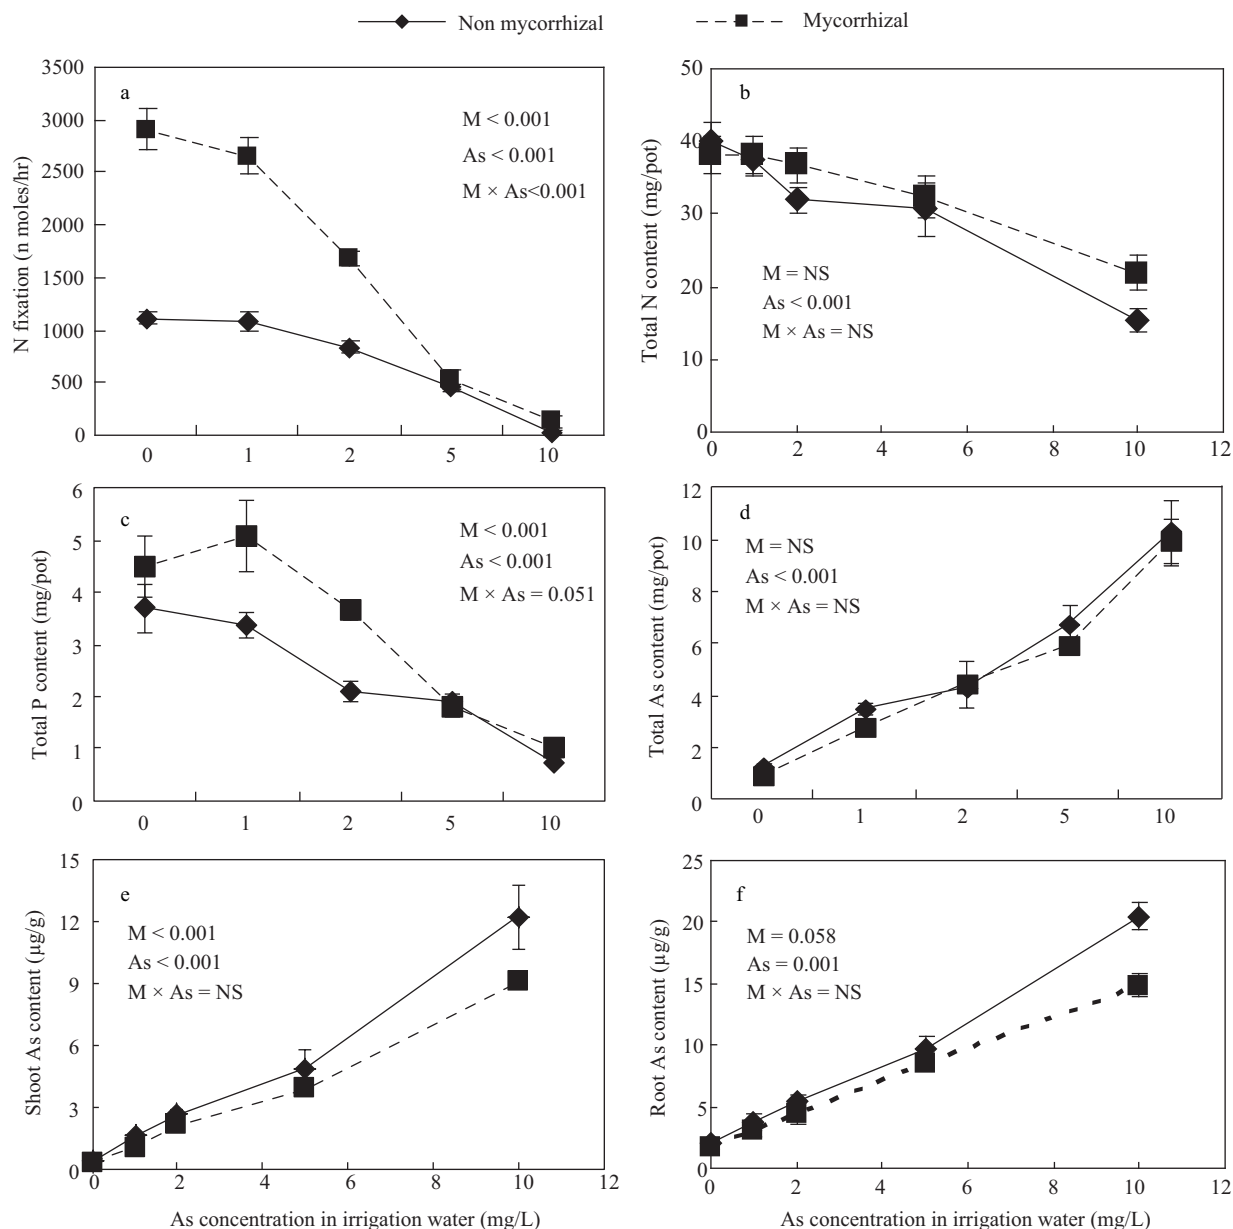 Non mycorrhizal
Mycorrhizal
a
M < 0.001
As < 0.001
M × As<0.001
N fixation (n moles/hr)
3500
3000
2500
2000
1500
1000
500
0
0 1 2 5 10
b
M = NS
As < 0.001
M × As = NS
Total N content (mg/pot)
50
40
30
20
10
0
0 2 4 6 8 10 12
c
M < 0.001
As < 0.001
M × As = 0.051
Total P content (mg/pot)
6
5
4
3
2
1
0
0 1 2 5 10
d
M = NS
As < 0.001
M × As = NS
Total As content (mg/pot)
12
10
8
6
4
2
0
0 1 2 5 10
e
M < 0.001
As < 0.001
M × As = NS
Shoot As content (µg/g)
15
12
9
6
3
0
0 2 4 6 8 10 12
As concentration in irrigation water (mg/L)
f
M = 0.058
As = 0.001
M × As = NS
Root As content (µg/g)
25
20
15
10
5
0
0 2 4 6 8 10 12
As concentration in irrigation water (mg/L)